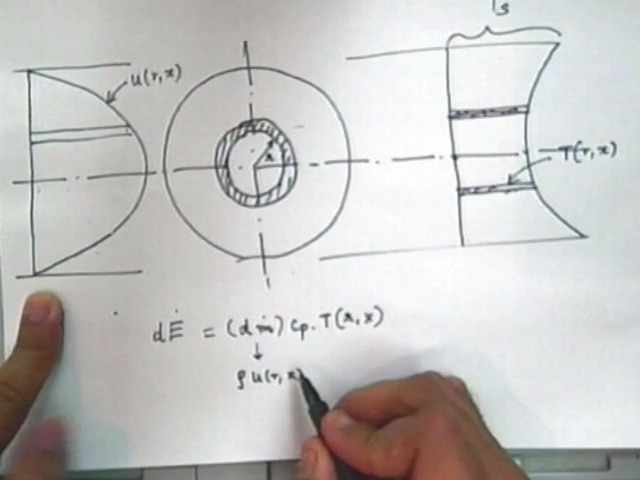 Ts
u(r,x)
r
T(r,x)
dĖ = (dṁ) Cp. T(r,x)
↓
ρ u(r,x)